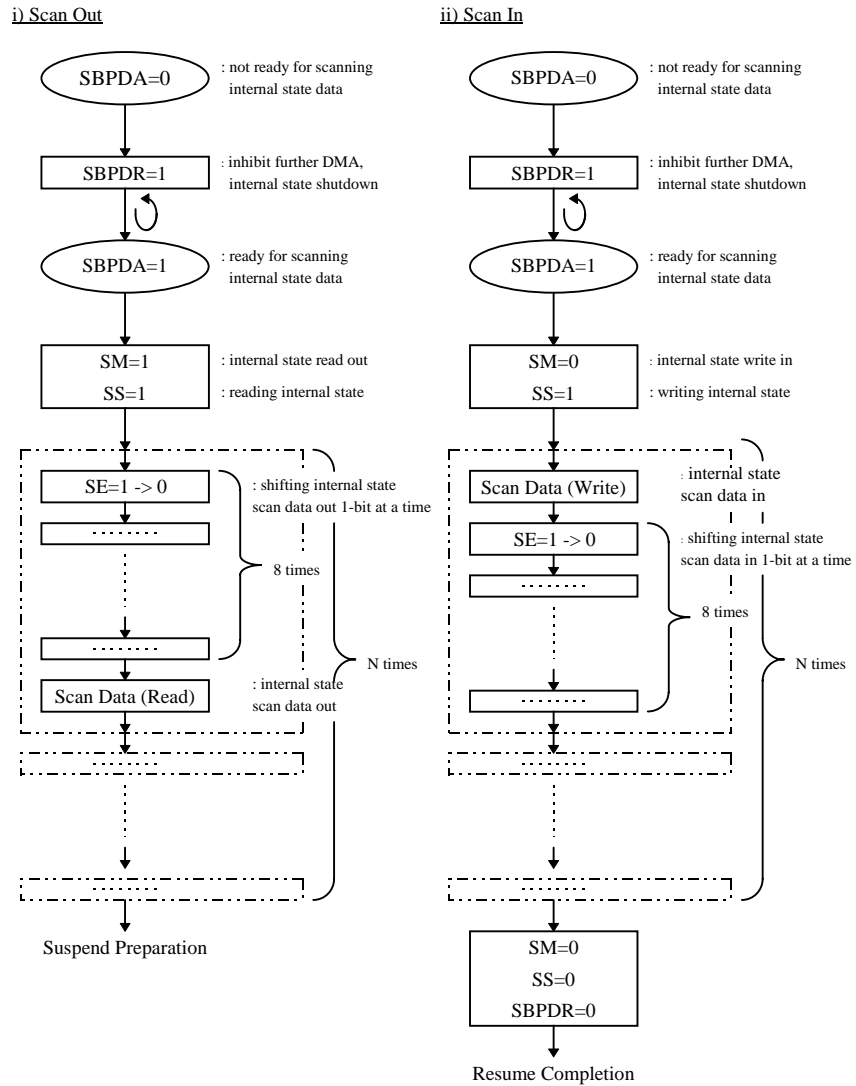 i) Scan Out
SBPDA=0
: not ready for scanning
internal state data
SBPDR=1
: inhibit further DMA,
internal state shutdown
SBPDA=1
: ready for scanning
internal state data
SM=1
: internal state read out
SS=1
: reading internal state
SE=1 -> 0
: shifting internal state
scan data out 1-bit at a time
8 times
N times
Scan Data (Read)
: internal state
scan data out
Suspend Preparation
ii) Scan In
SBPDA=0
: not ready for scanning
internal state data
SBPDR=1
: inhibit further DMA,
internal state shutdown
SBPDA=1
: ready for scanning
internal state data
SM=0
: internal state write in
SS=1
: writing internal state
Scan Data (Write)
: internal state
scan data in
SE=1 -> 0
: shifting internal state
scan data in 1-bit at a time
8 times
N times
SM=0
SS=0
SBPDR=0
Resume Completion